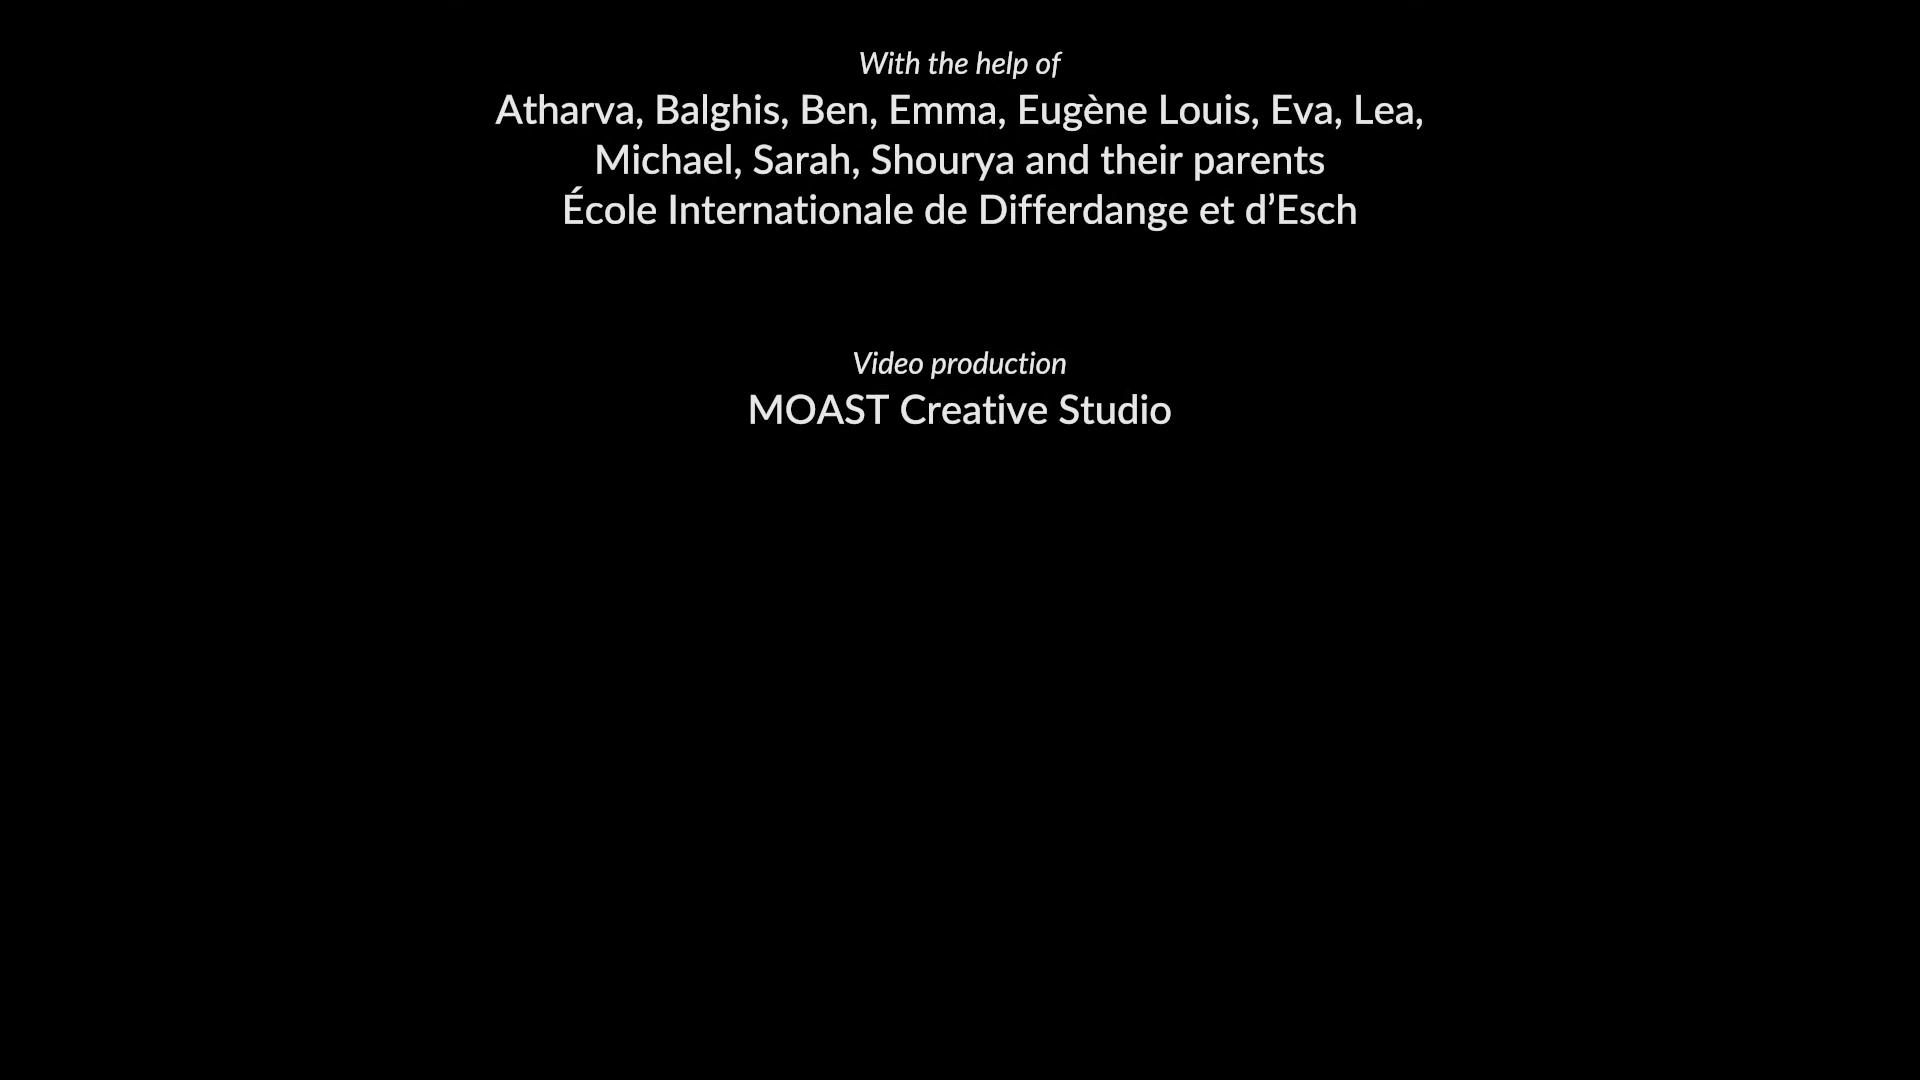 With the help of
Atharva, Balghis, Ben, Emma, Eugène Louis, Eva, Lea,
Michael, Sarah, Shourya and their parents
École Internationale de Differdange et d’Esch
Video production
MOAST Creative Studio